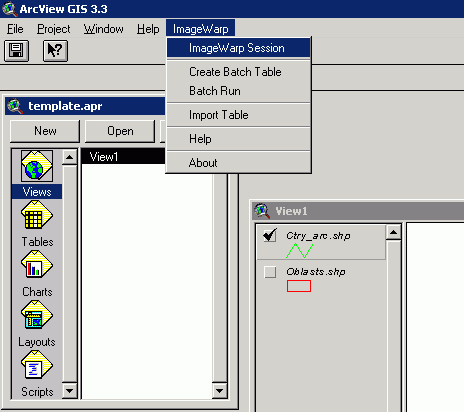 ArcView GIS 3.3
File Project Window Help ImageWarp
ImageWarp Session
Create Batch Table
Batch Run
Import Table
Help
About
template.apr
New Open
View1
Views
Tables
Charts
Layouts
Scripts
View1
Ctry_arc.shp
Oblasts.shp